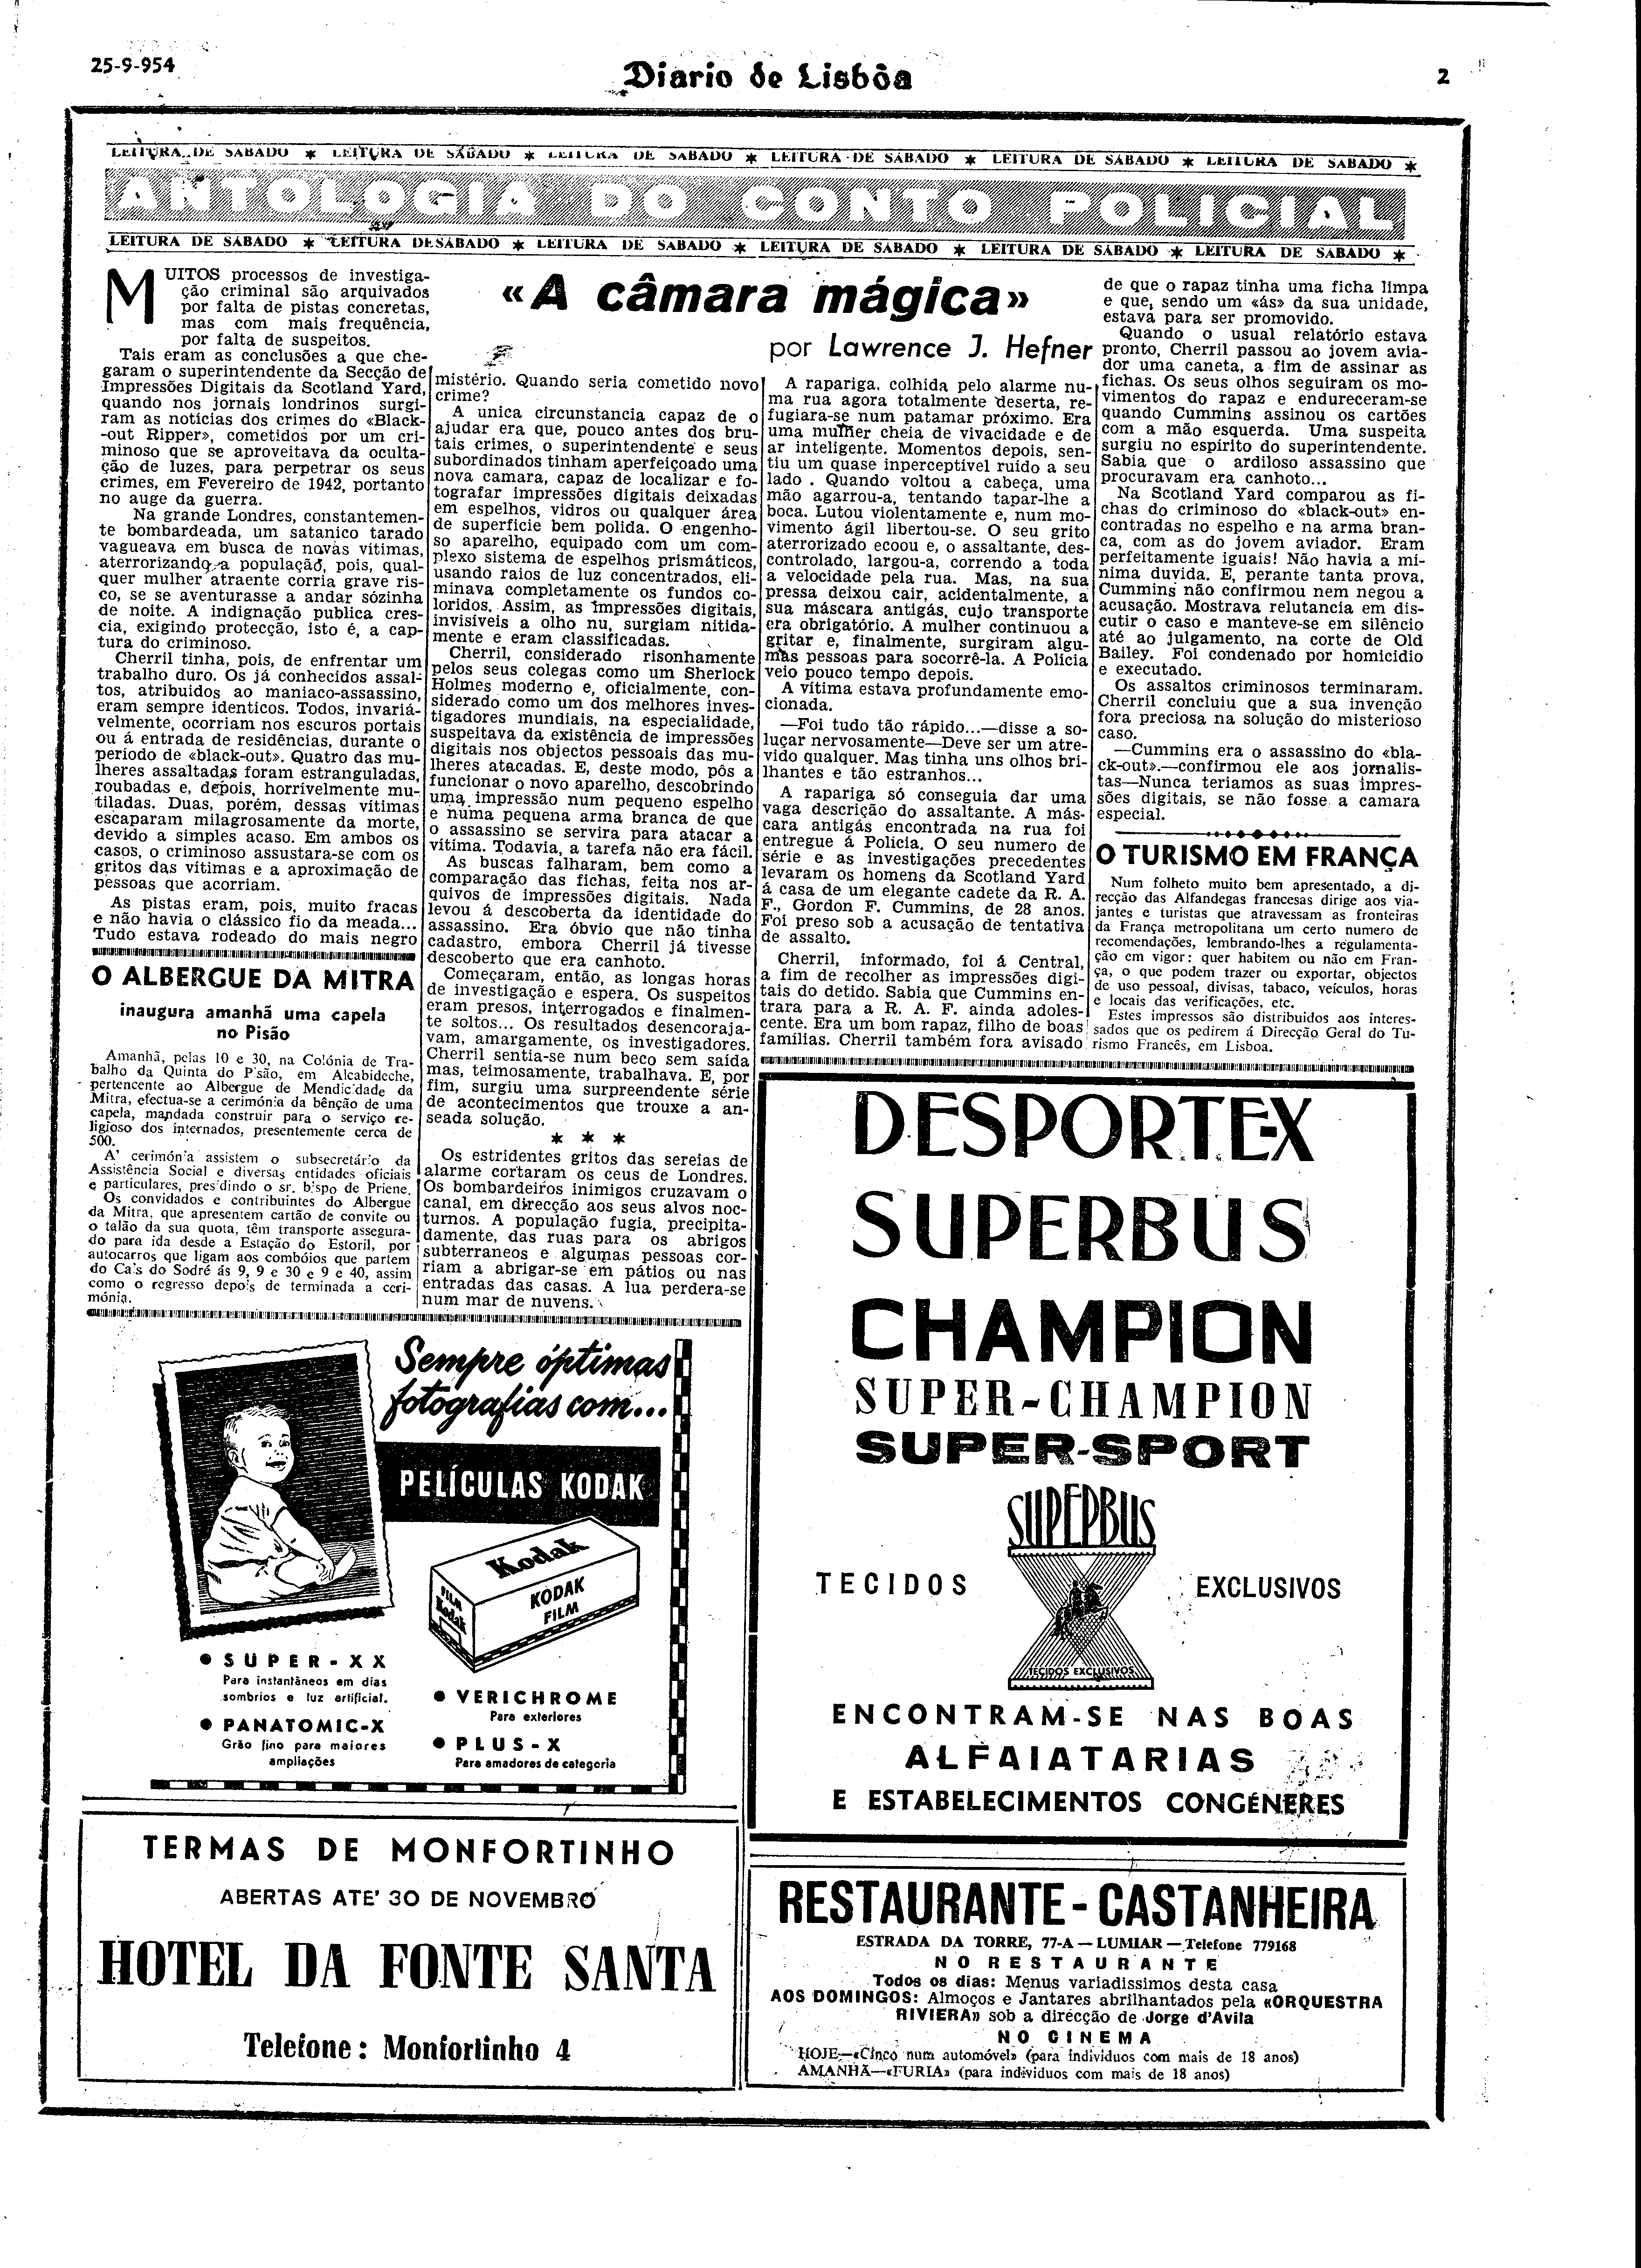 25-9-954
Diario de Lisbôa
2
LEITURA DE SABADO * LEITURA DE SABADO * LEITURA DE SABADO * LEITURA DE SABADO * LEITURA DE SABADO * LEITURA DE SABADO *
ANTOLOGIA DO CONTO POLICIAL
LEITURA DE SABADO * LEITURA DE SABADO * LEITURA DE SABADO * LEITURA DE SABADO * LEITURA DE SABADO * LEITURA DE SABADO *
«A câmara mágica»
por Lawrence J. Hefner
MUITOS processos de investiga-
ção criminal são arquivados
por falta de pistas concretas,
mas com mais frequência,
por falta de suspeitos.
Tais eram as conclusões a que che-
garam o superintendente da Secção de
Impressões Digitais da Scotland Yard,
quando nos jornais londrinos surgi-
ram as notícias dos crimes do «Black-
-out Ripper», cometidos por um cri-
minoso que se aproveitava da oculta-
ção de luzes, para perpetrar os seus
crimes, em Fevereiro de 1942, portanto
no auge da guerra.
Na grande Londres, constantemen-
te bombardeada, um satanico tarado
vagueava em busca de novas vitimas,
aterrorizando a população, pois, qual-
quer mulher atraente corria grave ris-
co, se se aventurasse a andar sózinha
de noite. A indignação publica cres-
cia, exigindo protecção, isto é, a cap-
tura do criminoso.
Cherril tinha, pois, de enfrentar um
trabalho duro. Os já conhecidos assal-
tos, atribuidos ao maniaco-assassino,
eram sempre identicos. Todos, invariá-
velmente, ocorriam nos escuros portais
ou á entrada de residências, durante o
período de «black-out». Quatro das mu-
lheres assaltadas foram estranguladas,
roubadas e, depois, horrívelmente mu-
tiladas. Duas, porém, dessas vítimas
escaparam milagrosamente da morte,
devido a simples acaso. Em ambos os
casos, o criminoso assustara-se com os
gritos das vítimas e a aproximação de
pessoas que acorriam.
As pistas eram, pois, muito fracas
e não havia o clássico fio da meada...
Tudo estava rodeado do mais negro
mistério. Quando seria cometido novo
crime?
A unica circunstancia capaz de o
ajudar era que, pouco antes dos bru-
tais crimes, o superintendente e seus
subordinados tinham aperfeiçoado uma
nova camara, capaz de localizar e fo-
tografar impressões digitais deixadas
em espelhos, vidros ou qualquer área
de superfície bem polida. O engenho-
so aparelho, equipado com um com-
plexo sistema de espelhos prismáticos,
usando raios de luz concentrados, eli-
minava completamente os fundos co-
loridos. Assim, as impressões digitais,
invisíveis a olho nu, surgiam nitida-
mente e eram classificadas.
Cherril, considerado risonhamente
pelos seus colegas como um Sherlock
Holmes moderno e, oficialmente, con-
siderado como um dos melhores inves-
tigadores mundiais, na especialidade,
suspeitava da existência de impressões
digitais nos objectos pessoais das mu-
lheres atacadas. E, deste modo, pôs a
funcionar o novo aparelho, descobrindo
uma impressão num pequeno espelho
e numa pequena arma branca de que
o assassino se servira para atacar a
vítima. Todavia, a tarefa não era fácil.
As buscas falharam, bem como a
comparação das fichas, feita nos ar-
quivos de impressões digitais. Nada
levou á descoberta da identidade do
assassino. Era óbvio que não tinha
cadastro, embora Cherril já tivesse
descoberto que era canhoto.
Começaram, então, as longas horas
de investigação e espera. Os suspeitos
eram presos, interrogados e finalmen-
te soltos... Os resultados desencoraja-
vam, amargamente, os investigadores.
Cherril sentia-se num beco sem saída
mas, teimosamente, trabalhava. E, por
fim, surgiu uma surpreendente série
de acontecimentos que trouxe a an-
seada solução.
* * *
Os estridentes gritos das sereias de
alarme cortaram os ceus de Londres.
Os bombardeiros inimigos cruzavam o
canal, em direcção aos seus alvos noc-
turnos. A população fugia, precipita-
damente, das ruas para os abrigos
subterraneos e algumas pessoas cor-
riam a abrigar-se em pátios ou nas
entradas das casas. A lua perdera-se
num mar de nuvens.
A rapariga, colhida pelo alarme nu-
ma rua agora totalmente deserta, re-
fugiara-se num patamar próximo. Era
uma mulher cheia de vivacidade e de
ar inteligente. Momentos depois, sen-
tiu um quase inperceptível ruido a seu
lado . Quando voltou a cabeça, uma
mão agarrou-a, tentando tapar-lhe a
boca. Lutou violentamente e, num mo-
vimento ágil libertou-se. O seu grito
aterrorizado ecoou e, o assaltante, des-
controlado, largou-a, correndo a toda
a velocidade pela rua. Mas, na sua
pressa deixou cair, acidentalmente, a
sua máscara antigás, cujo transporte
era obrigatório. A mulher continuou a
gritar e, finalmente, surgiram algu-
mas pessoas para socorrê-la. A Polícia
veio pouco tempo depois.
A vítima estava profundamente emo-
cionada.
—Foi tudo tão rápido...—disse a so-
luçar nervosamente—Deve ser um atre-
vido qualquer. Mas tinha uns olhos bri-
lhantes e tão estranhos...
A rapariga só conseguia dar uma
vaga descrição do assaltante. A más-
cara antigás encontrada na rua foi
entregue á Polícia. O seu numero de
série e as investigações precedentes
levaram os homens da Scotland Yard
á casa de um elegante cadete da R. A.
F., Gordon F. Cummins, de 28 anos.
Foi preso sob a acusação de tentativa
de assalto.
Cherril, informado, foi á Central,
a fim de recolher as impressões digi-
tais do detido. Sabia que Cummins en-
trara para a R. A. F. ainda adoles-
cente. Era um bom rapaz, filho de boas
famílias. Cherril também fora avisado
de que o rapaz tinha uma ficha limpa
e que, sendo um «ás» da sua unidade,
estava para ser promovido.
Quando o usual relatório estava
pronto, Cherril passou ao jovem avia-
dor uma caneta, a fim de assinar as
fichas. Os seus olhos seguiram os mo-
vimentos do rapaz e endureceram-se
quando Cummins assinou os cartões
com a mão esquerda. Uma suspeita
surgiu no espírito do superintendente.
Sabia que o ardiloso assassino que
procuravam era canhoto...
Na Scotland Yard comparou as fi-
chas do criminoso do «black-out» en-
contradas no espelho e na arma bran-
ca, com as do jovem aviador. Eram
perfeitamente iguais! Não havia a mí-
nima duvida. E, perante tanta prova,
Cummins não confirmou nem negou a
acusação. Mostrava relutancia em dis-
cutir o caso e manteve-se em silêncio
até ao julgamento, na corte de Old
Bailey. Foi condenado por homicidio
e executado.
Os assaltos criminosos terminaram.
Cherril concluiu que a sua invenção
fora preciosa na solução do misterioso
caso.
—Cummins era o assassino do «bla-
ck-out».—confirmou ele aos jornalis-
tas—Nunca teriamos as suas impres-
sões digitais, se não fosse a camara
especial.
O TURISMO EM FRANÇA
Num folheto muito bem apresentado, a di-
recção das Alfandegas francesas dirige aos via-
jantes e turistas que atravessam as fronteiras
da França metropolitana um certo numero de
recomendações, lembrando-lhes a regulamenta-
ção em vigor: quer habitem ou não em Fran-
ça, o que podem trazer ou exportar, objectos
de uso pessoal, divisas, tabaco, veículos, horas
e locais das verificações, etc.
Estes impressos são distribuidos aos interes-
sados que os pedirem á Direcção Geral do Tu-
rismo Francês, em Lisboa.
O ALBERGUE DA MITRA
inaugura amanhã uma capela
no Pisão
Amanhã, pelas 10 e 30, na Colónia de Tra-
balho da Quinta do Pisão, em Alcabideche,
pertencente ao Albergue de Mendicidade da
Mitra, efectua-se a cerimónia da bênção de uma
capela, mandada construir para o serviço re-
ligioso dos internados, presentemente cerca de
500.
A' cerimónia assistem o subsecretário da
Assistência Social e diversas entidades oficiais
e particulares, presidindo o sr. bispo de Priene.
Os convidados e contribuintes do Albergue
da Mitra, que apresentem cartão de convite ou
o talão da sua quota, têm transporte assegura-
do para ida desde a Estação do Estoril, por
autocarros que ligam aos combóios que partem
do Cais do Sodré ás 9, 9 e 30 e 9 e 40, assim
como o regresso depois de terminada a ceri-
mónia.
Sempre óptimas
fotografias com...
PELÍCULAS KODAK
Kodak
KODAK
FILM
FILM
Kodak
● SUPER-XX
Para instantâneos em dias
sombrios e luz artificial.
● PANATOMIC-X
Grão fino para maiores
ampliações
● VERICHROME
Para exteriores
● PLUS-X
Para amadores de categoria
DESPORTEX
SUPERBUS
CHAMPION
SUPER-CHAMPION
SUPER-SPORT
SUPERBUS
TECIDOS EXCLUSIVOS
TECIDOS EXCLUSIVOS
ENCONTRAM-SE NAS BOAS
ALFAIATARIAS
E ESTABELECIMENTOS CONGÉNERES
TERMAS DE MONFORTINHO
ABERTAS ATE' 30 DE NOVEMBRO
HOTEL DA FONTE SANTA
Telefone: Monfortinho 4
RESTAURANTE-CASTANHEIRA
ESTRADA DA TORRE, 77-A — LUMIAR — Telefone 779168
NO RESTAURANTE
Todos os dias: Menus variadissimos desta casa
AOS DOMINGOS: Almoços e Jantares abrilhantados pela «ORQUESTRA
RIVIERA» sob a direcção de Jorge d'Avila
NO CINEMA
HOJE—«Cinco num automóvel» (para individuos com mais de 18 anos)
AMANHÃ—«FURIA» (para individuos com mais de 18 anos)